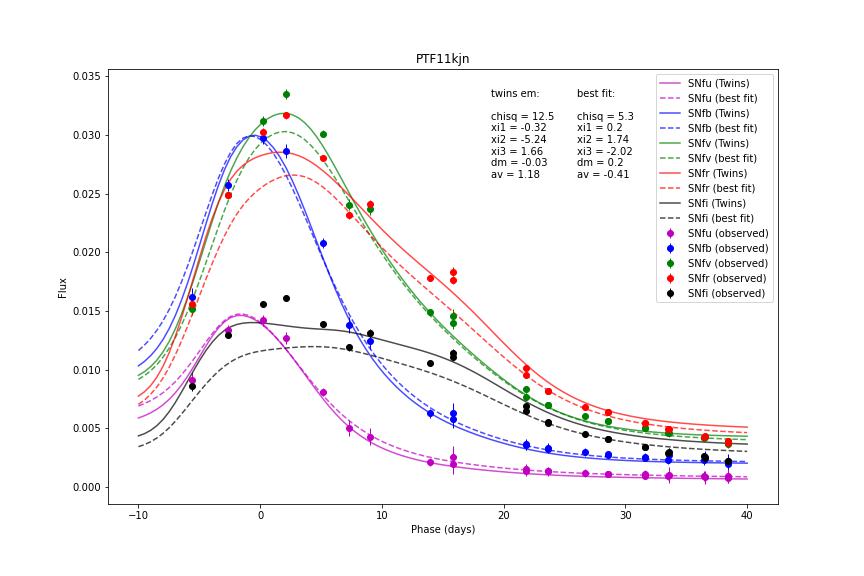 PTF11kjn
0.035
0.030
0.025
0.020
0.015
0.010
0.005
0.000
Flux
−10
0
10
20
30
40
Phase (days)
twins em:
chisq = 12.5
xi1 = -0.32
xi2 = -5.24
xi3 = 1.66
dm = -0.03
av = 1.18
best fit:
chisq = 5.3
xi1 = 0.2
xi2 = 1.74
xi3 = -2.02
dm = 0.2
av = -0.41
SNfu (Twins)
SNfu (best fit)
SNfb (Twins)
SNfb (best fit)
SNfv (Twins)
SNfv (best fit)
SNfr (Twins)
SNfr (best fit)
SNfi (Twins)
SNfi (best fit)
SNfu (observed)
SNfb (observed)
SNfv (observed)
SNfr (observed)
SNfi (observed)